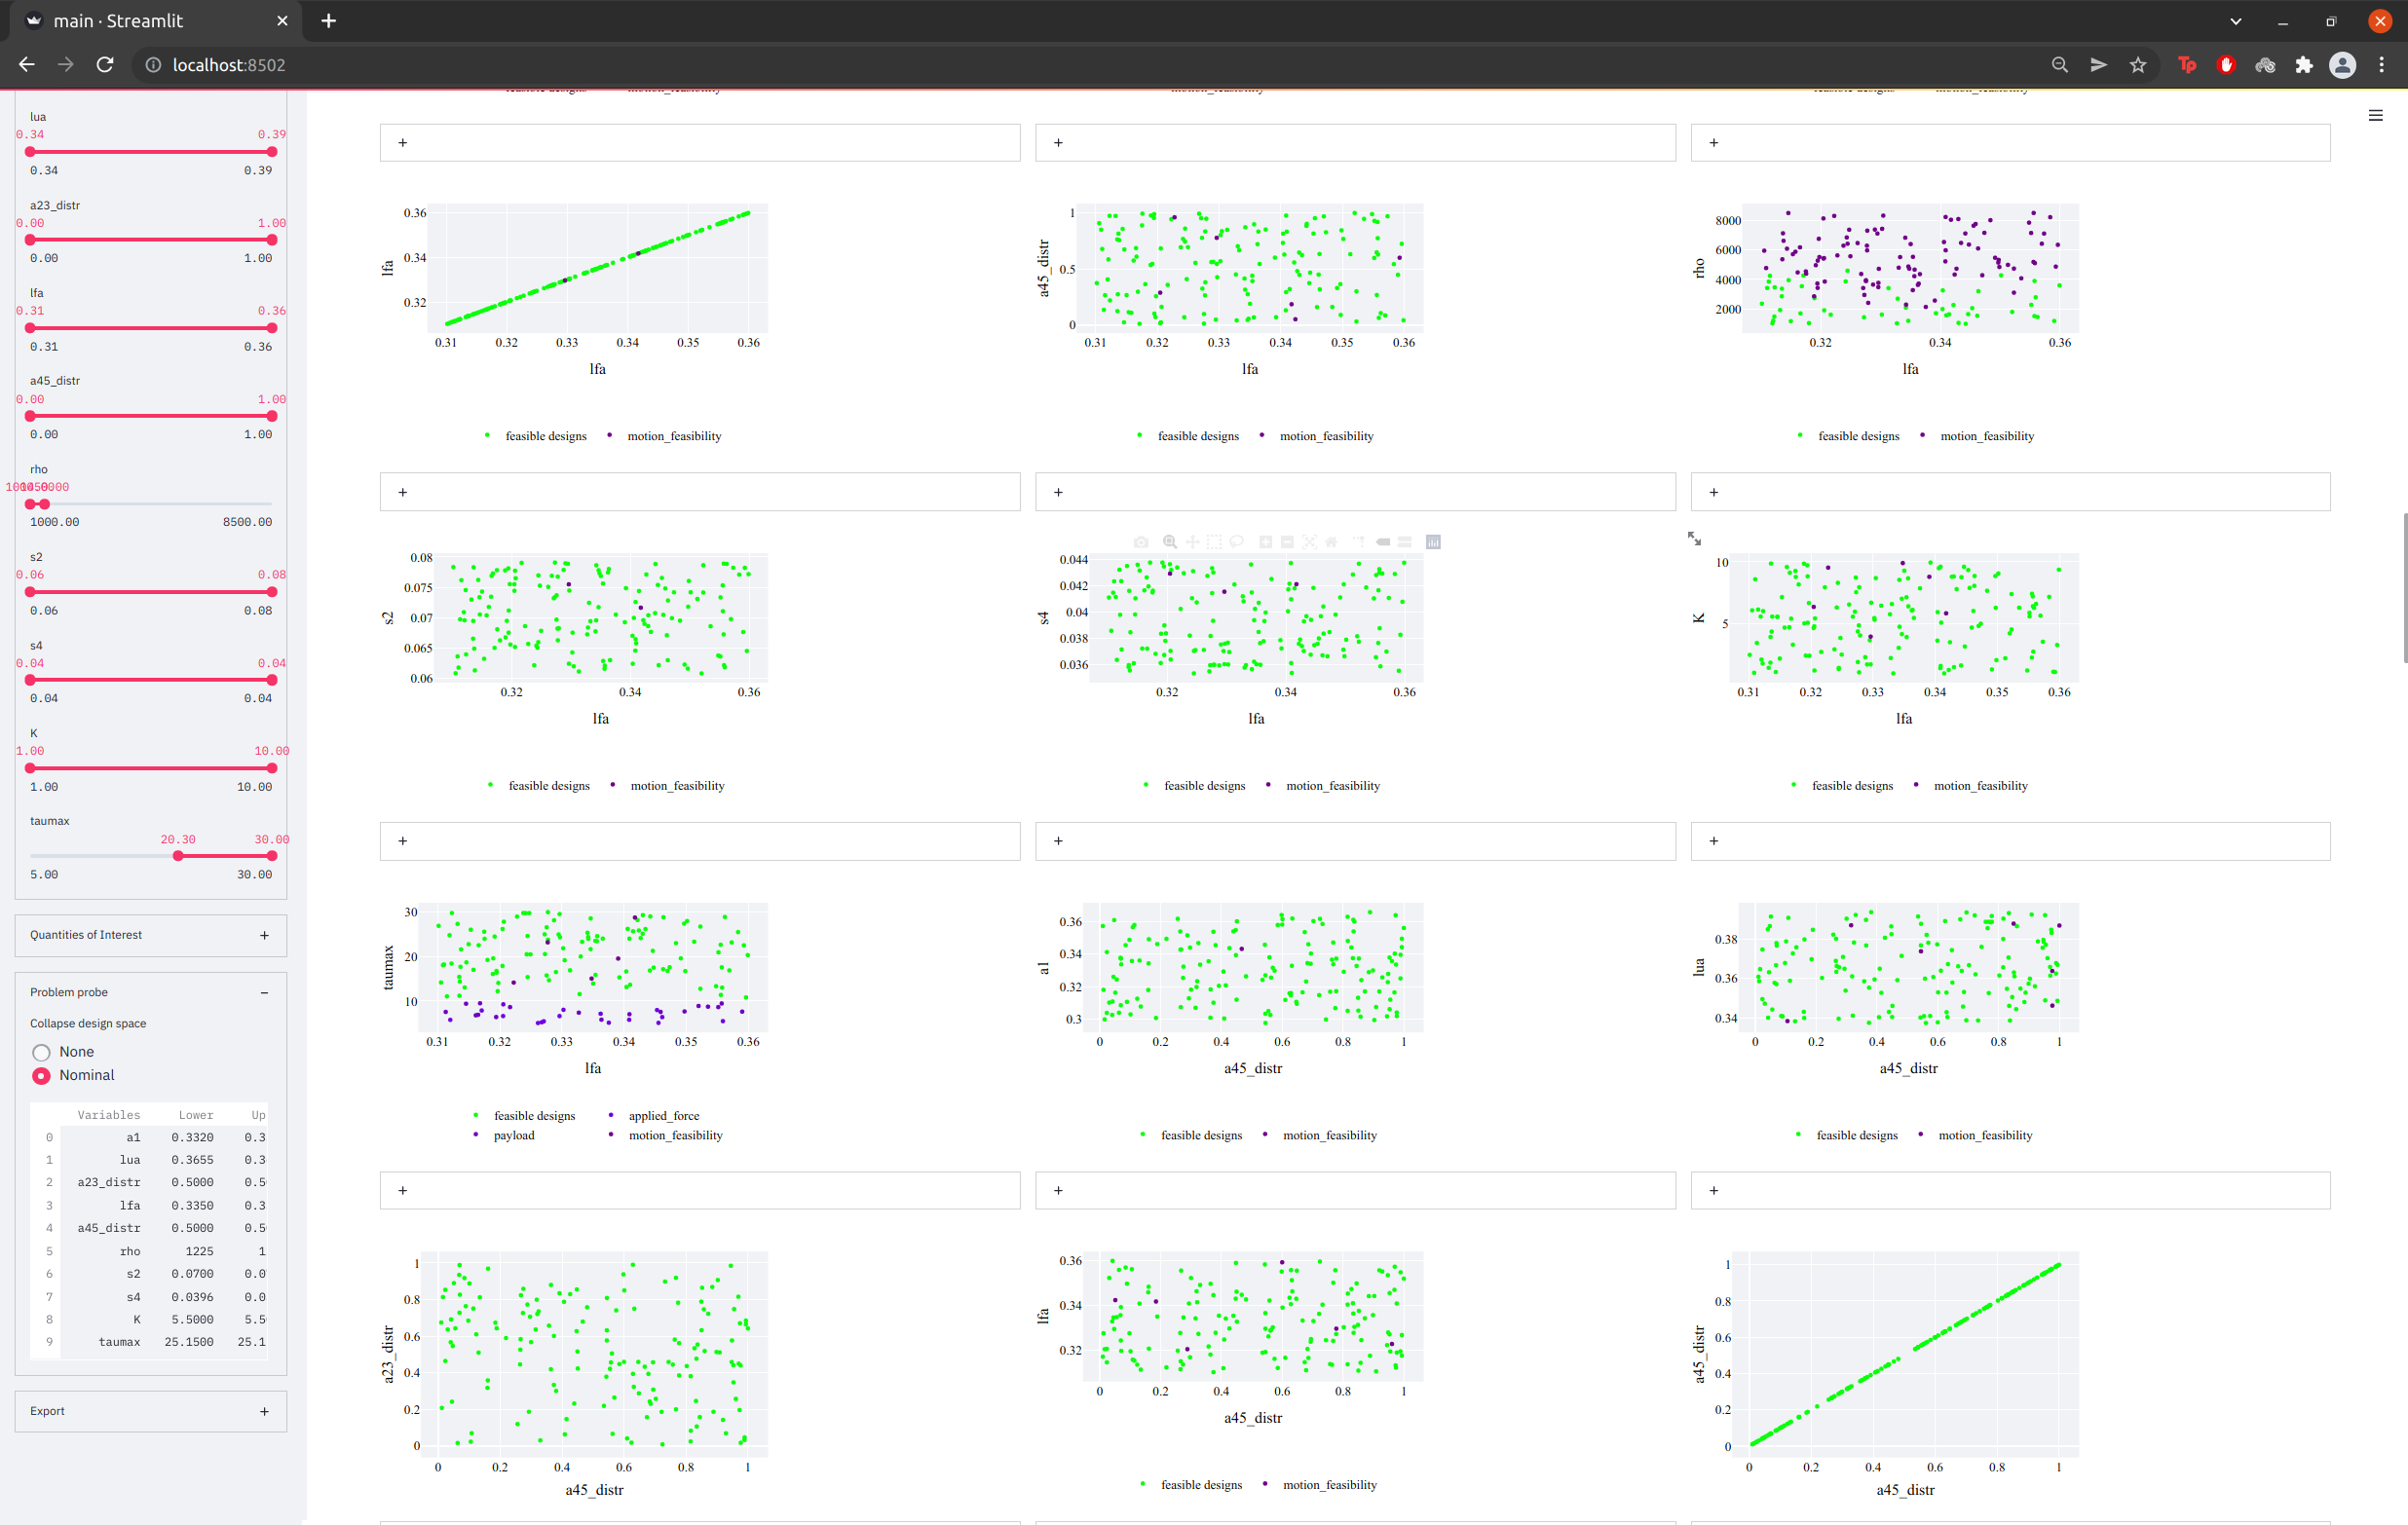 main · Streamlit
localhost:8502
lua
0.34 0.39
0.34 0.39
a23_distr
0.00 1.00
0.00 1.00
lfa
0.31 0.36
0.31 0.36
a45_distr
0.00 1.00
0.00 1.00
rho
1000.00 8500.00
s2
0.06 0.08
0.06 0.08
s4
0.04 0.04
0.04 0.04
K
1.00 10.00
1.00 10.00
taumax
20.30 30.00
5.00 30.00
Quantities of Interest +
Problem probe −
Collapse design space
None
Nominal
Variables Lower Up
0 a1 0.3320 0.3
1 lua 0.3655 0.3
2 a23_distr 0.5000 0.5
3 lfa 0.3350 0.3
4 a45_distr 0.5000 0.5
5 rho 1225 1
6 s2 0.0700 0.0
7 s4 0.0396 0.0
8 K 5.5000 5.5
9 taumax 25.1500 25.1
Export +
feasible designs motion_feasibility
motion_feasibility
feasible designs motion_feasibility
+
+
+
lfa
0.36
0.34
0.32
0.31 0.32 0.33 0.34 0.35 0.36
lfa
feasible designs motion_feasibility
a45_distr
1
0.5
0
0.31 0.32 0.33 0.34 0.35 0.36
lfa
feasible designs motion_feasibility
rho
8000
6000
4000
2000
0.32 0.34 0.36
lfa
feasible designs motion_feasibility
+
+
+
s2
0.08
0.075
0.07
0.065
0.06
0.32 0.34 0.36
lfa
feasible designs motion_feasibility
s4
0.044
0.042
0.04
0.038
0.036
0.32 0.34 0.36
lfa
feasible designs motion_feasibility
K
10
5
0.31 0.32 0.33 0.34 0.35 0.36
lfa
feasible designs motion_feasibility
+
+
+
taumax
30
20
10
0.31 0.32 0.33 0.34 0.35 0.36
lfa
feasible designs applied_force
payload motion_feasibility
a1
0.36
0.34
0.32
0.3
0 0.2 0.4 0.6 0.8 1
a45_distr
feasible designs motion_feasibility
lua
0.38
0.36
0.34
0 0.2 0.4 0.6 0.8 1
a45_distr
feasible designs motion_feasibility
+
+
+
a23_distr
1
0.8
0.6
0.4
0.2
0
0 0.2 0.4 0.6 0.8 1
a45_distr
lfa
0.36
0.34
0.32
0 0.2 0.4 0.6 0.8 1
a45_distr
feasible designs motion_feasibility
a45_distr
1
0.8
0.6
0.4
0.2
0
0 0.2 0.4 0.6 0.8 1
a45_distr